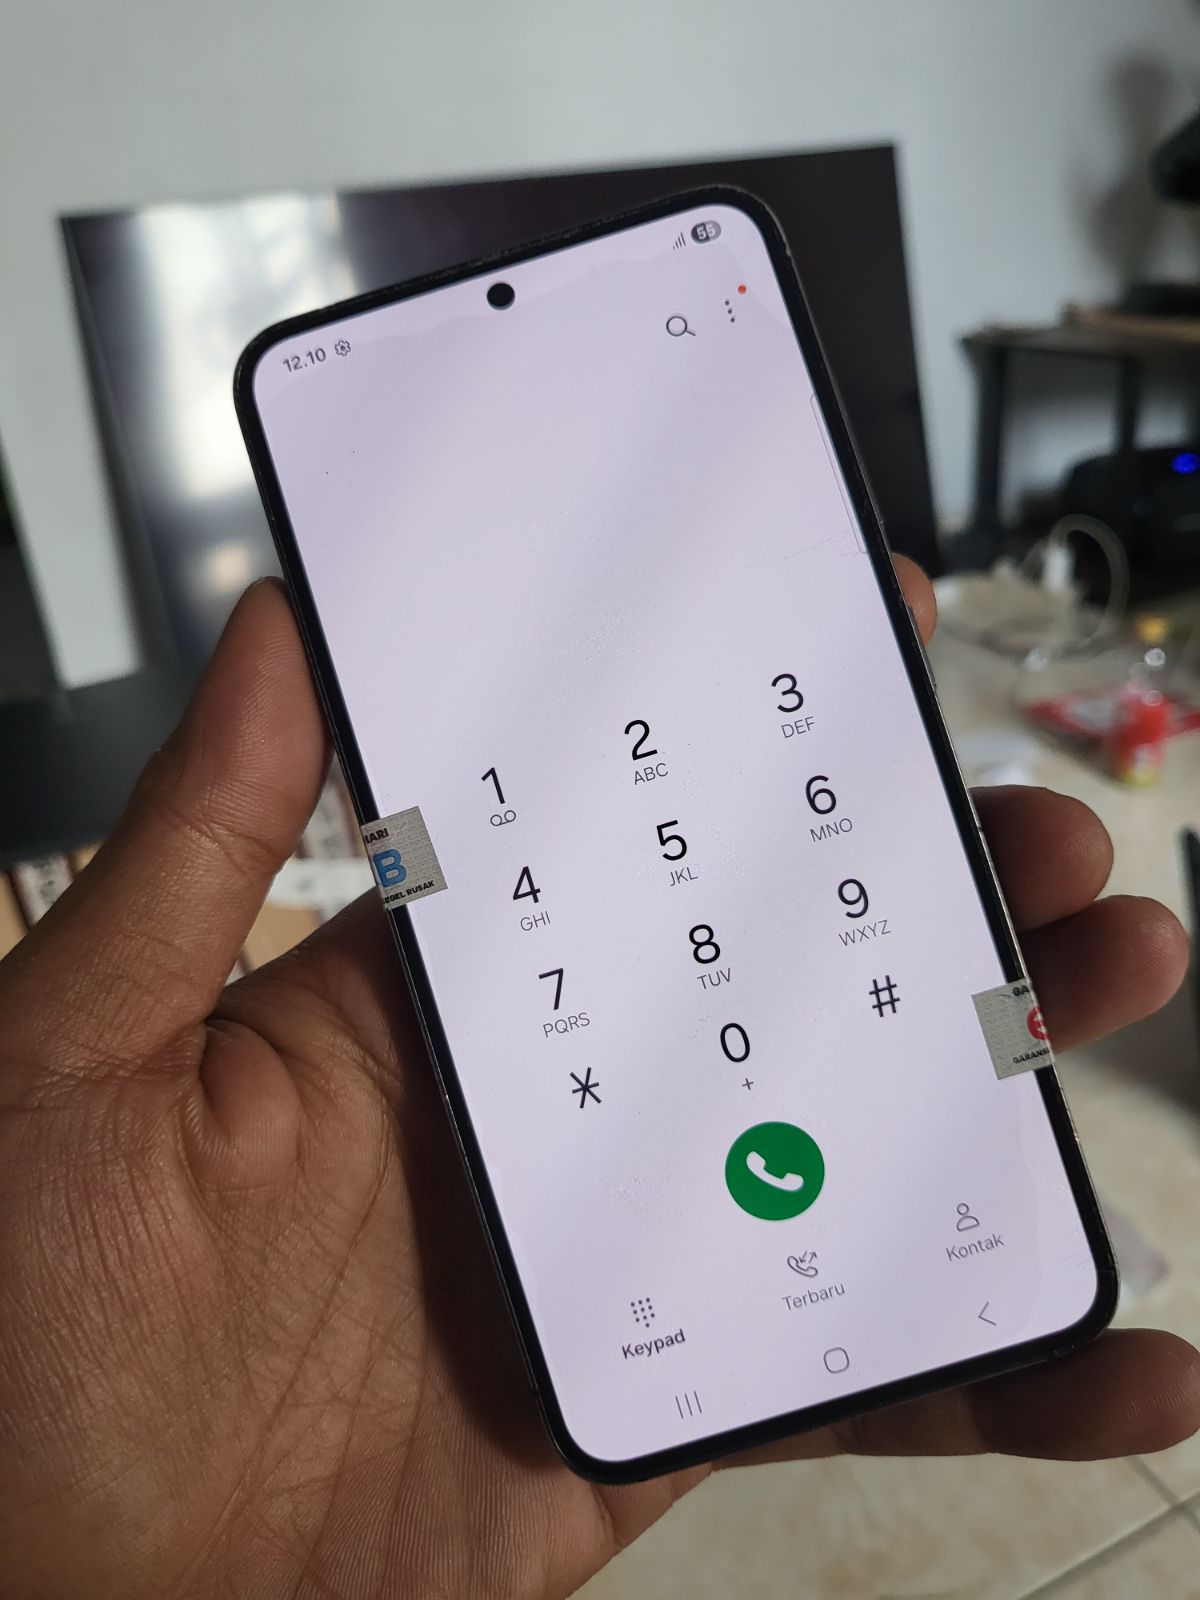 12.10
55
1
2
ABC
3
DEF
4
GHI
5
JKL
6
MNO
7
PQRS
8
TUV
9
WXYZ
*
0
+
#
Keypad
Terbaru
Kontak
HARI
B
SEGEL RUSAK
GARANSI